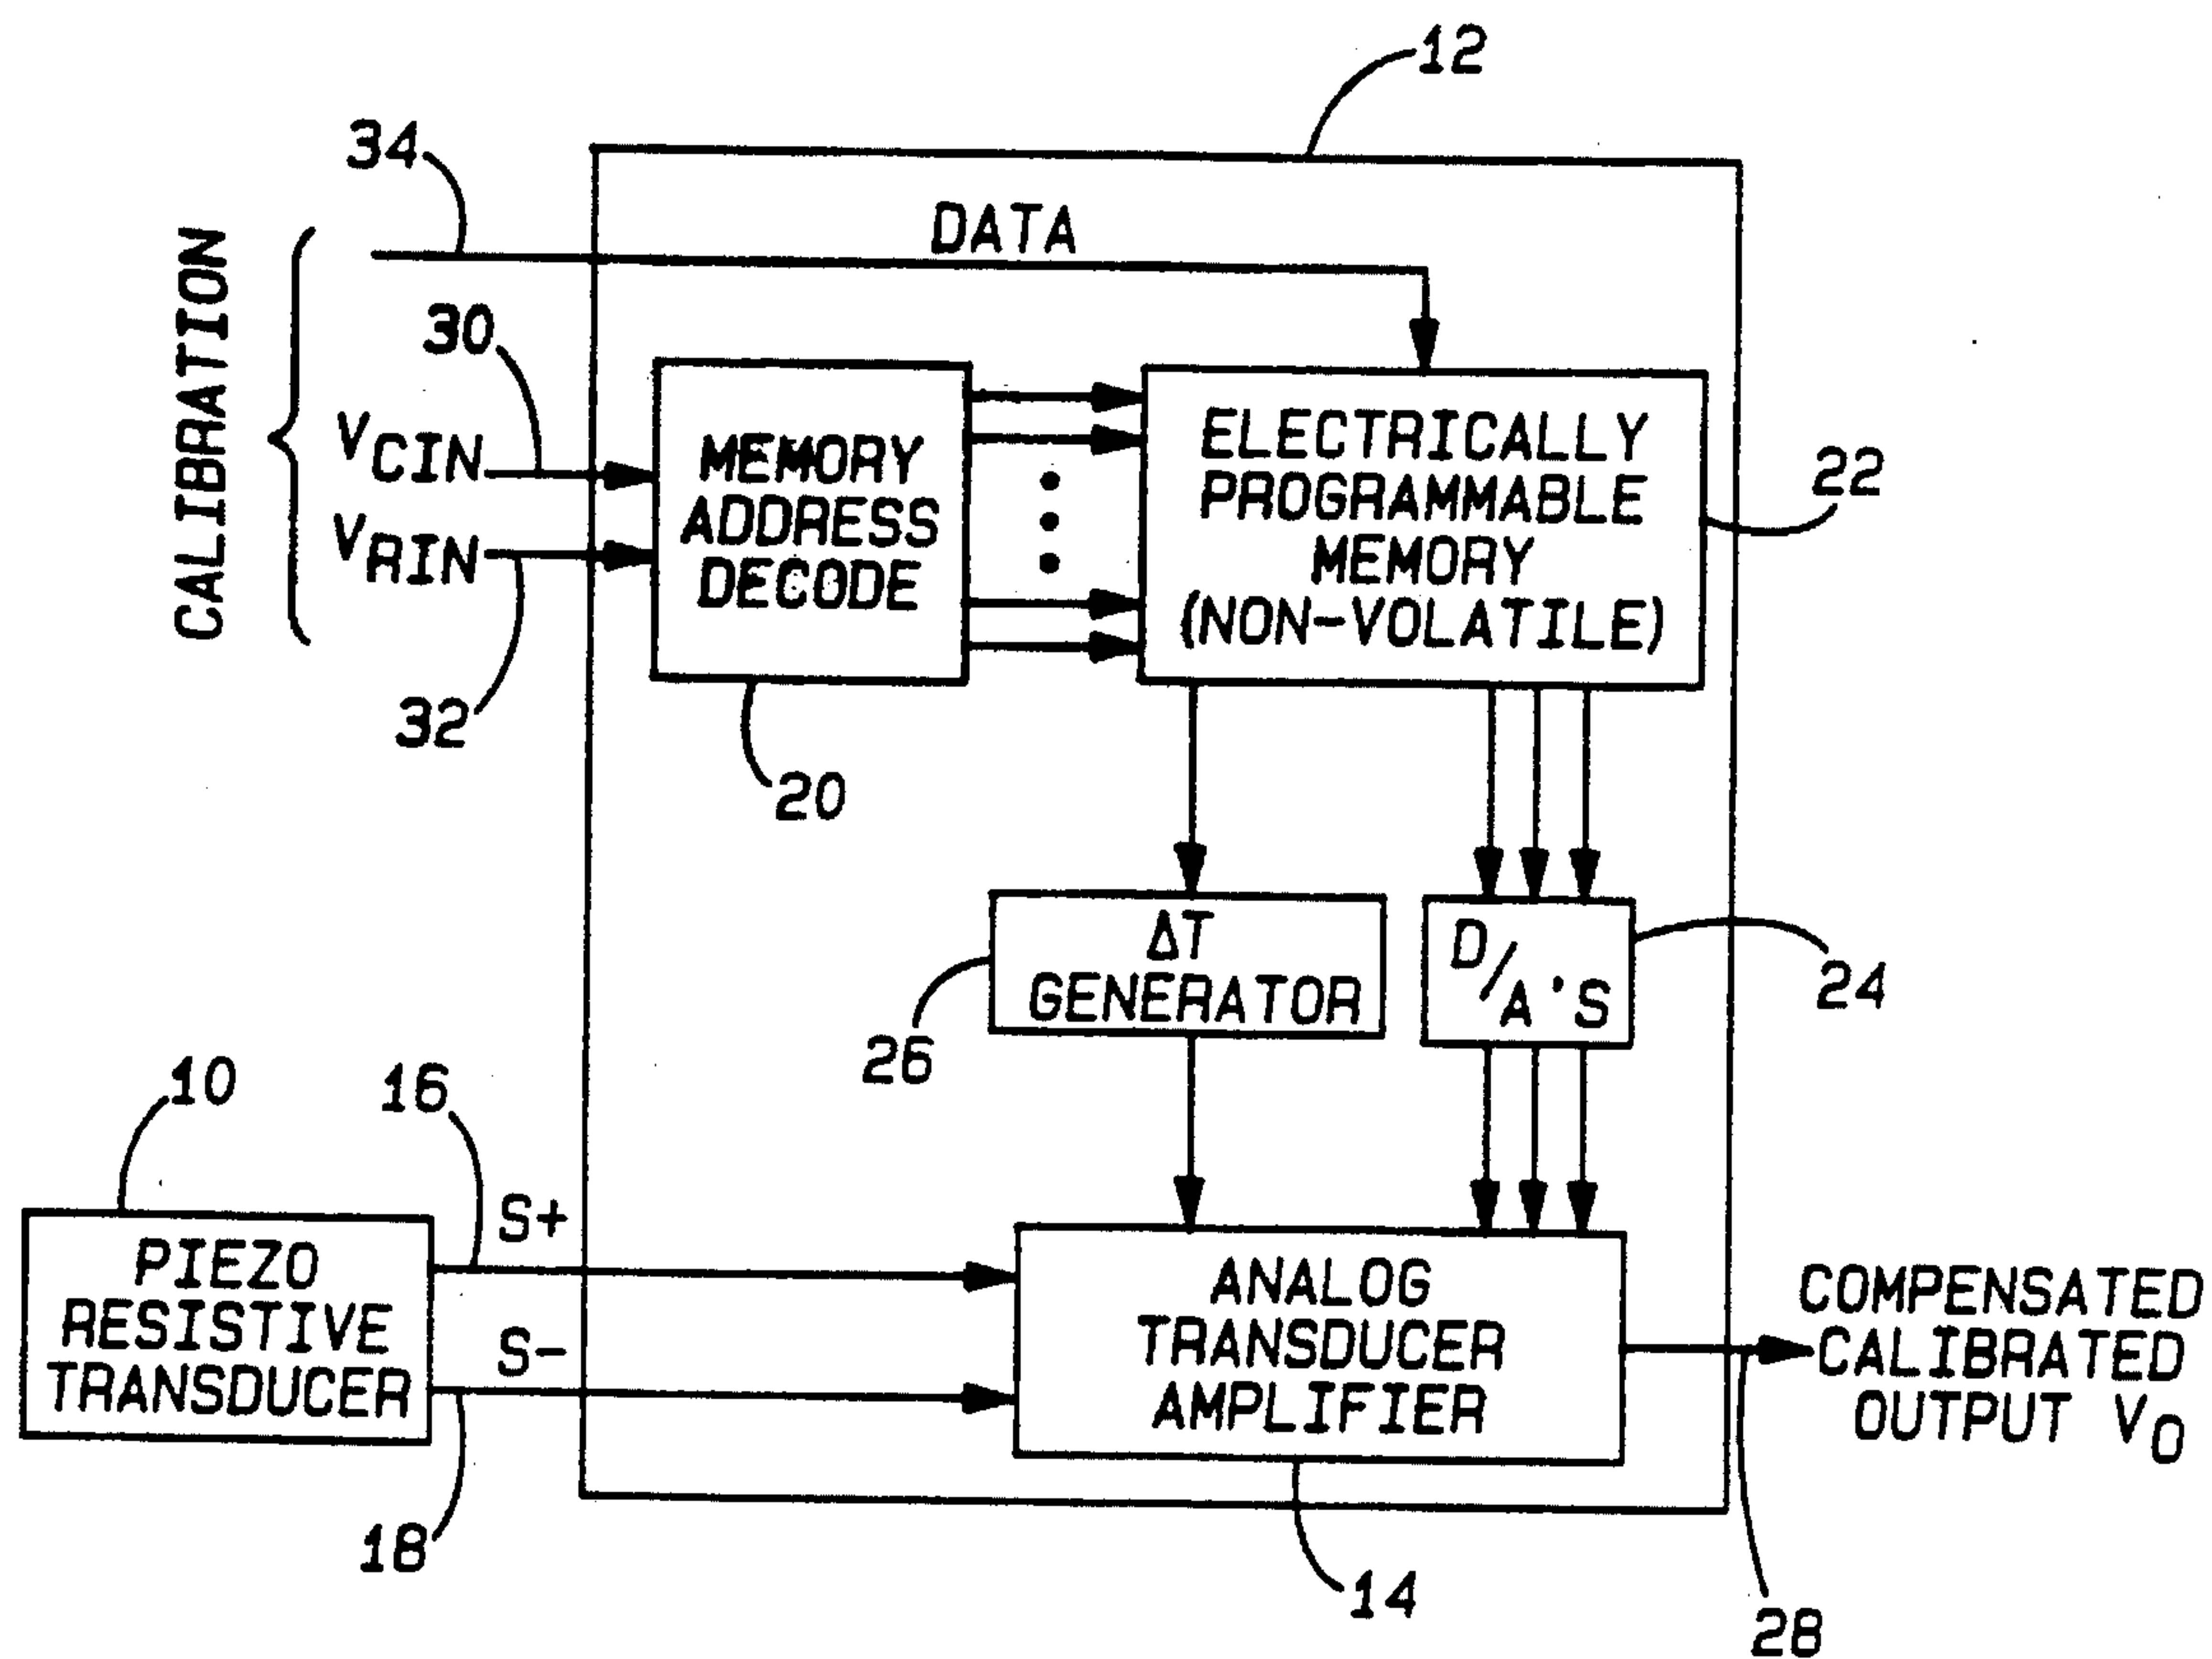 12
34
DATA
CALIBRATION
30
VCIN
VRIN
32
MEMORY
ADDRESS
DECODE
20
ELECTRICALLY
PROGRAMMABLE
MEMORY
(NON-VOLATILE)
22
ΔT
GENERATOR
26
D/A'S
24
10
16
S+
PIEZO
RESISTIVE
TRANSDUCER
S-
18
ANALOG
TRANSDUCER
AMPLIFIER
14
COMPENSATED
CALIBRATED
OUTPUT VO
28